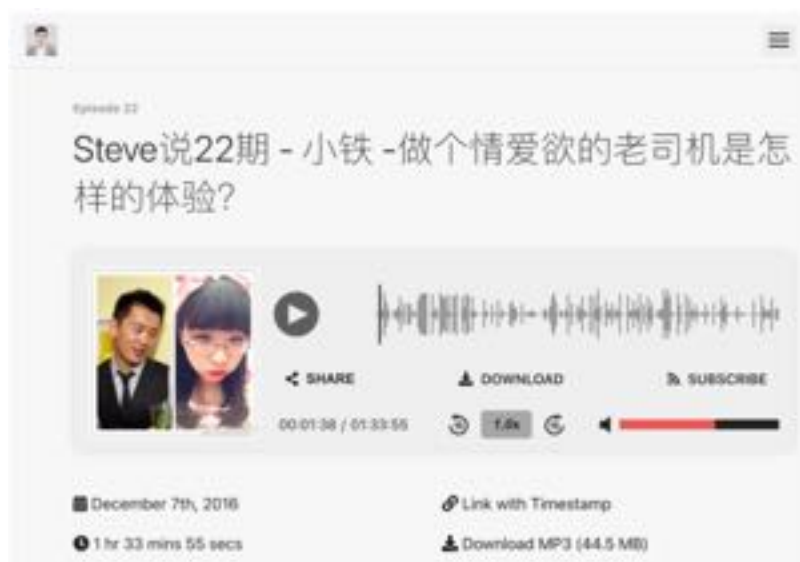 Episode 22
Steve说22期 - 小铁 -做个情爱欲的老司机是怎
样的体验?
SHARE
DOWNLOAD
SUBSCRIBE
00:01:38 / 01:33:55
1.0x
December 7th, 2016
Link with Timestamp
1 hr 33 mins 55 secs
Download MP3 (44.5 MB)